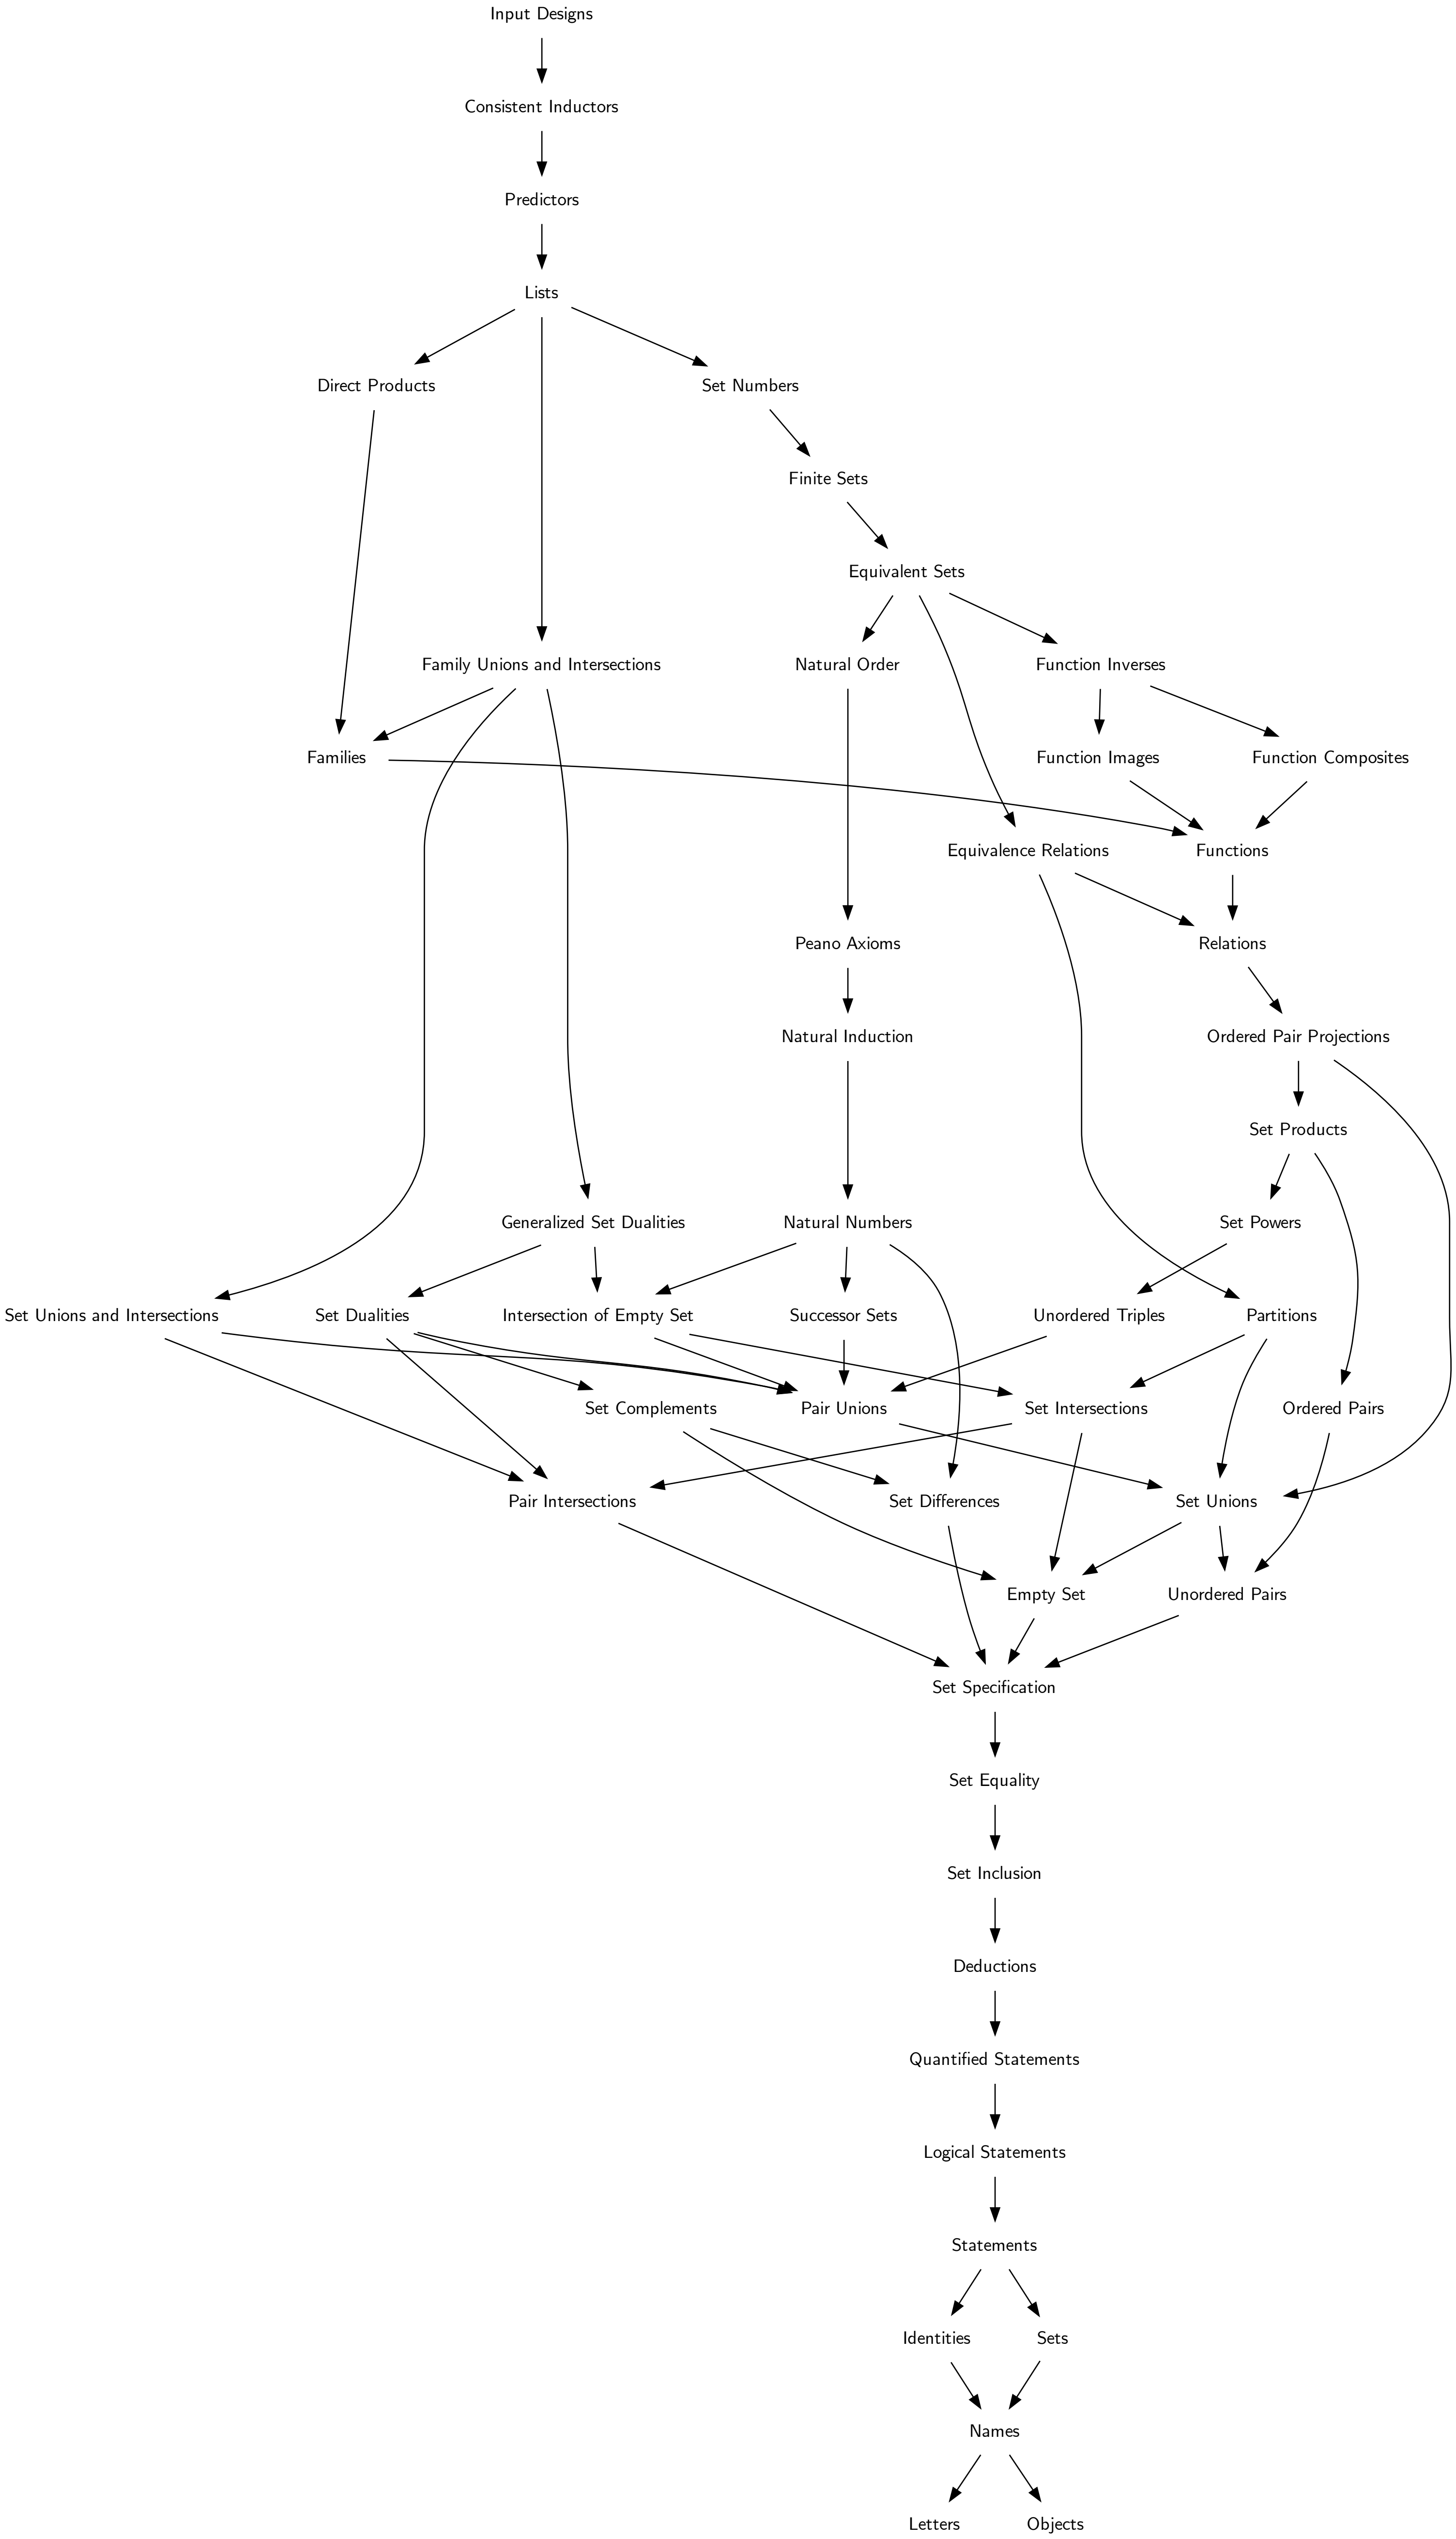 Input Designs
Consistent Inductors
Predictors
Lists
Direct Products
Set Numbers
Finite Sets
Equivalent Sets
Family Unions and Intersections
Natural Order
Function Inverses
Families
Function Images
Function Composites
Equivalence Relations
Functions
Peano Axioms
Relations
Natural Induction
Ordered Pair Projections
Set Products
Generalized Set Dualities
Natural Numbers
Set Powers
Set Unions and Intersections
Set Dualities
Intersection of Empty Set
Successor Sets
Unordered Triples
Partitions
Set Complements
Pair Unions
Set Intersections
Ordered Pairs
Pair Intersections
Set Differences
Set Unions
Empty Set
Unordered Pairs
Set Specification
Set Equality
Set Inclusion
Deductions
Quantified Statements
Logical Statements
Statements
Identities
Sets
Names
Letters
Objects